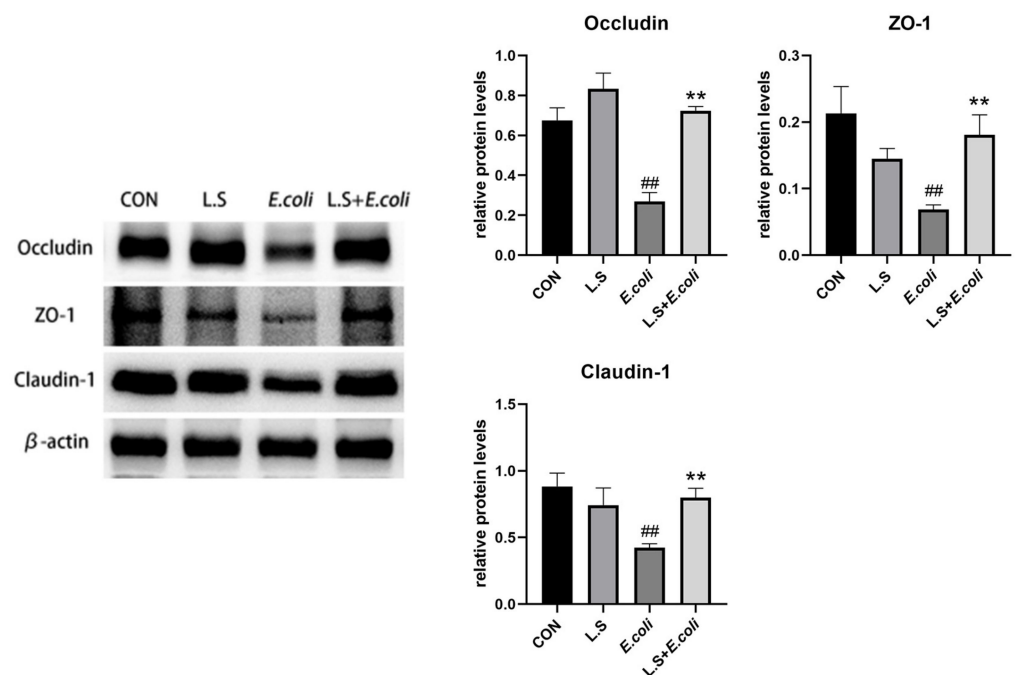 CON L.S E.coli L.S+E.coli
Occludin
ZO-1
Claudin-1
β-actin
Occludin
relative protein levels
1.0
0.8
0.6
0.4
0.2
0.0
##
**
CON L.S E.coli L.S+E.coli
ZO-1
relative protein levels
0.3
0.2
0.1
0.0
##
**
CON L.S E.coli L.S+E.coli
Claudin-1
relative protein levels
1.5
1.0
0.5
0.0
##
**
CON L.S E.coli L.S+E.coli